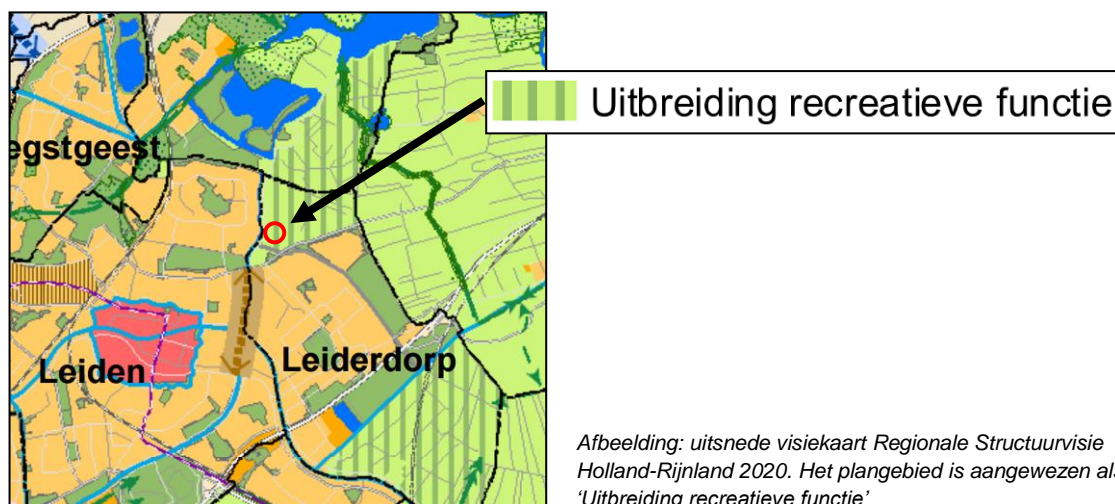 Uitbreiding recreatieve functie
egstgeest
Leiderdorp
Leiden
Afbeelding: uitsnede visiekaart Regionale Structuurvisie
Holland-Rijnland 2020. Het plangebied is aangewezen al
'Uitbreiding recreatieve functie'